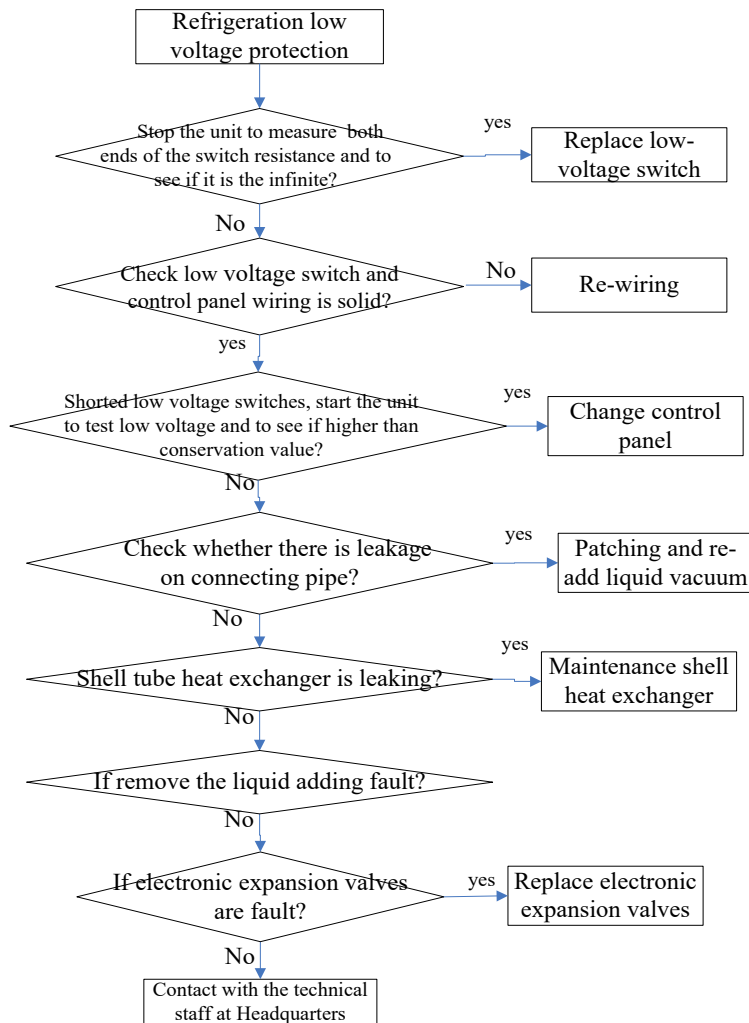 Refrigeration low
voltage protection
Stop the unit to measure both
ends of the switch resistance and to
see if it is the infinite?
yes
Replace low-
voltage switch
No
Check low voltage switch and
control panel wiring is solid?
No
Re-wiring
yes
Shorted low voltage switches, start the unit
to test low voltage and to see if higher than
conservation value?
yes
Change control
panel
No
Check whether there is leakage
on connecting pipe?
yes
Patching and re-
add liquid vacuum
No
Shell tube heat exchanger is leaking?
yes
Maintenance shell
heat exchanger
No
If remove the liquid adding fault?
No
If electronic expansion valves
are fault?
yes
Replace electronic
expansion valves
No
Contact with the technical
staff at Headquarters